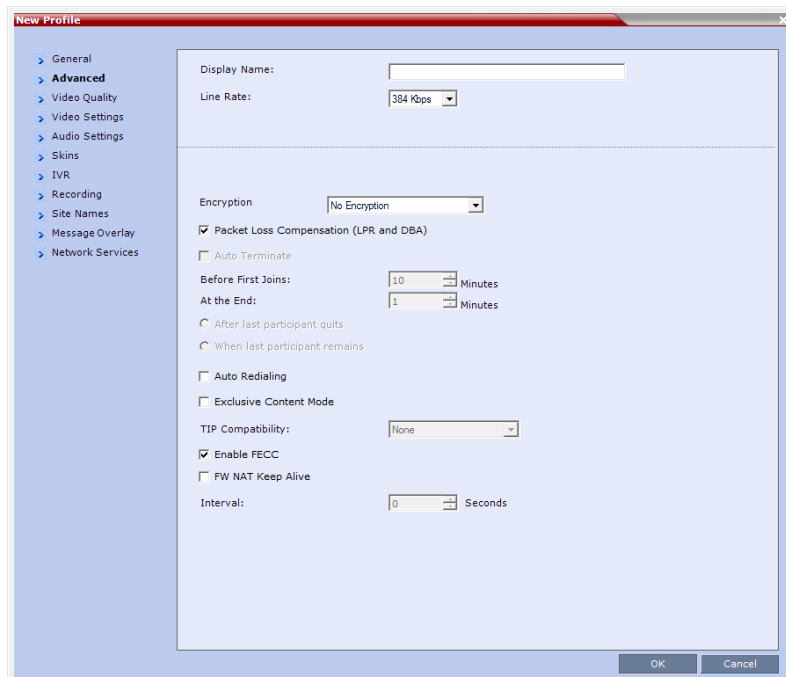 New Profile
General
Advanced
Video Quality
Video Settings
Audio Settings
Skins
IVR
Recording
Site Names
Message Overlay
Network Services
Display Name:
Line Rate: 384 Kbps
Encryption No Encryption
Packet Loss Compensation (LPR and DBA)
Auto Terminate
Before First Joins: 10 Minutes
At the End: 1 Minutes
After last participant quits
When last participant remains
Auto Redialing
Exclusive Content Mode
TIP Compatibility: None
Enable FECC
FW NAT Keep Alive
Interval: 0 Seconds
OK Cancel